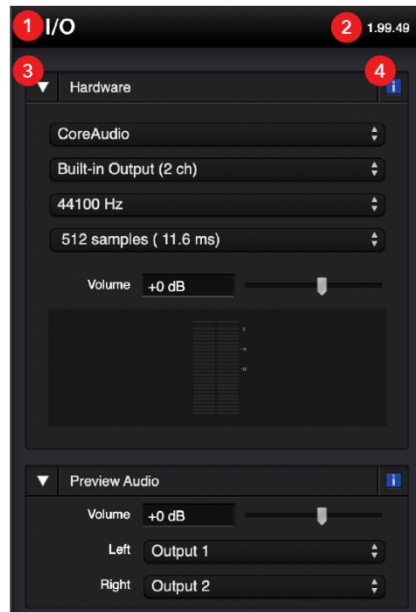 1 I/O 2 1.99.49
3 4
Hardware i
CoreAudio
Built-in Output (2 ch)
44100 Hz
512 samples ( 11.6 ms)
Volume +0 dB
Preview Audio i
Volume +0 dB
Left Output 1
Right Output 2